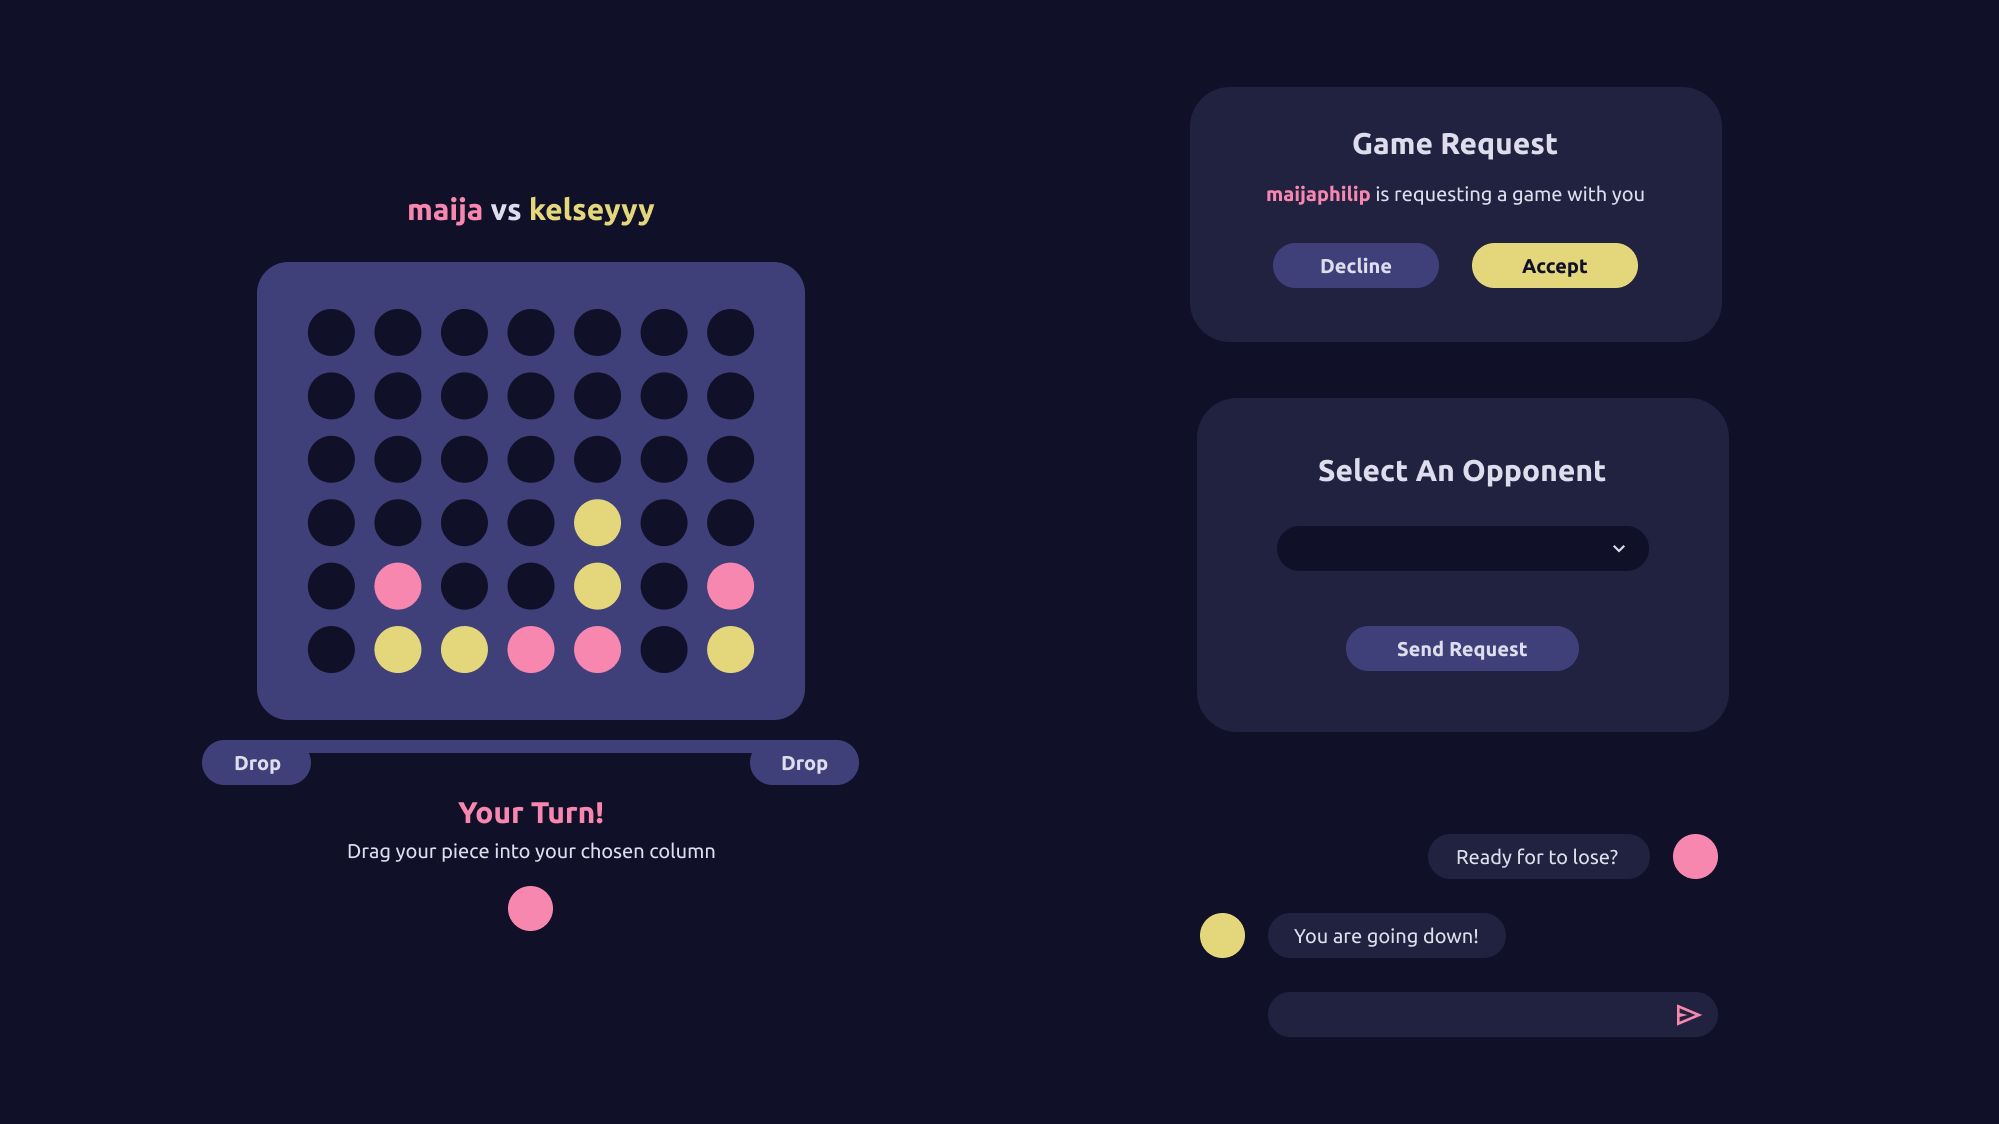 maija vs kelseyyy
Drop
Drop
Your Turn!
Drag your piece into your chosen column
Game Request
maijaphilip is requesting a game with you
Decline
Accept
Select An Opponent
Send Request
Ready for to lose?
You are going down!